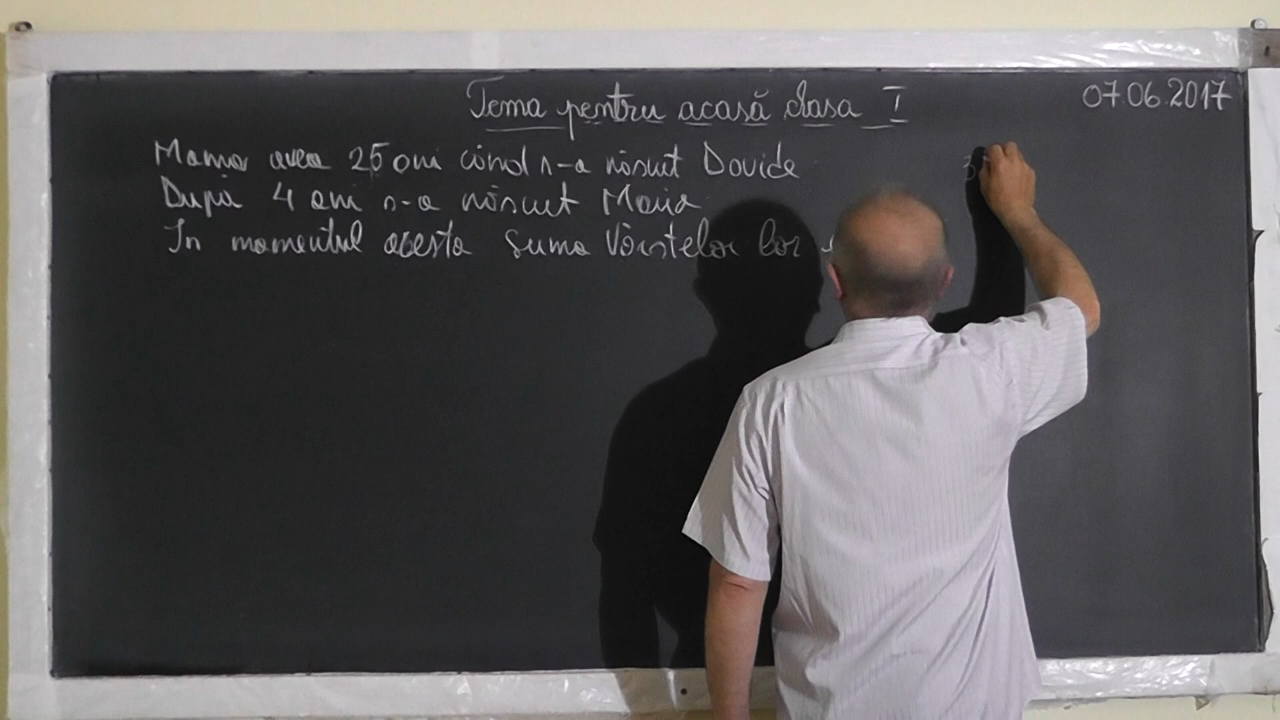 Tema pentru acasă clasa I
07.06.2017
Mama avea 25 ani când s-a născut Davide
După 4 ani s-a născut Maria
În momentul acesta suma vârstelor lor